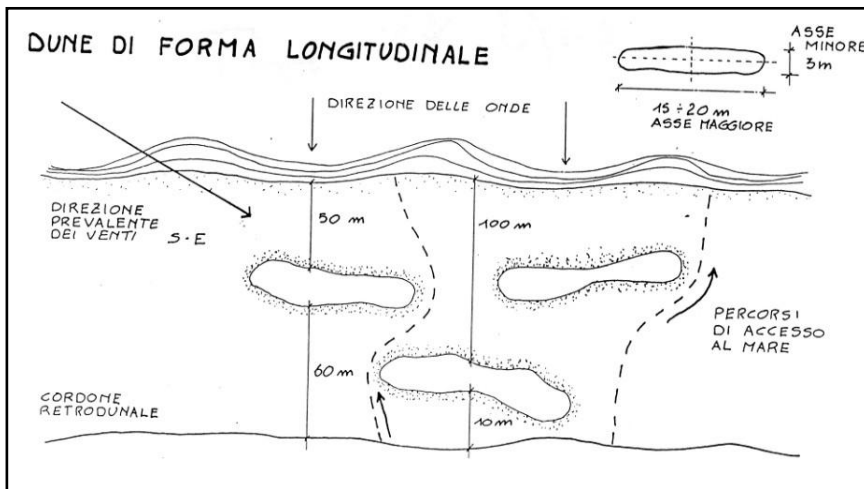 DUNE DI FORMA LONGITUDINALE
ASSE
MINORE
3m
15÷20 m
ASSE MAGGIORE
DIREZIONE DELLE ONDE
DIREZIONE
PREVALENTE
DEI VENTI S-E
50 m
100 m
PERCORSI
DI ACCESSO
AL MARE
60 m
10 m
CORDONE
RETRODUNALE